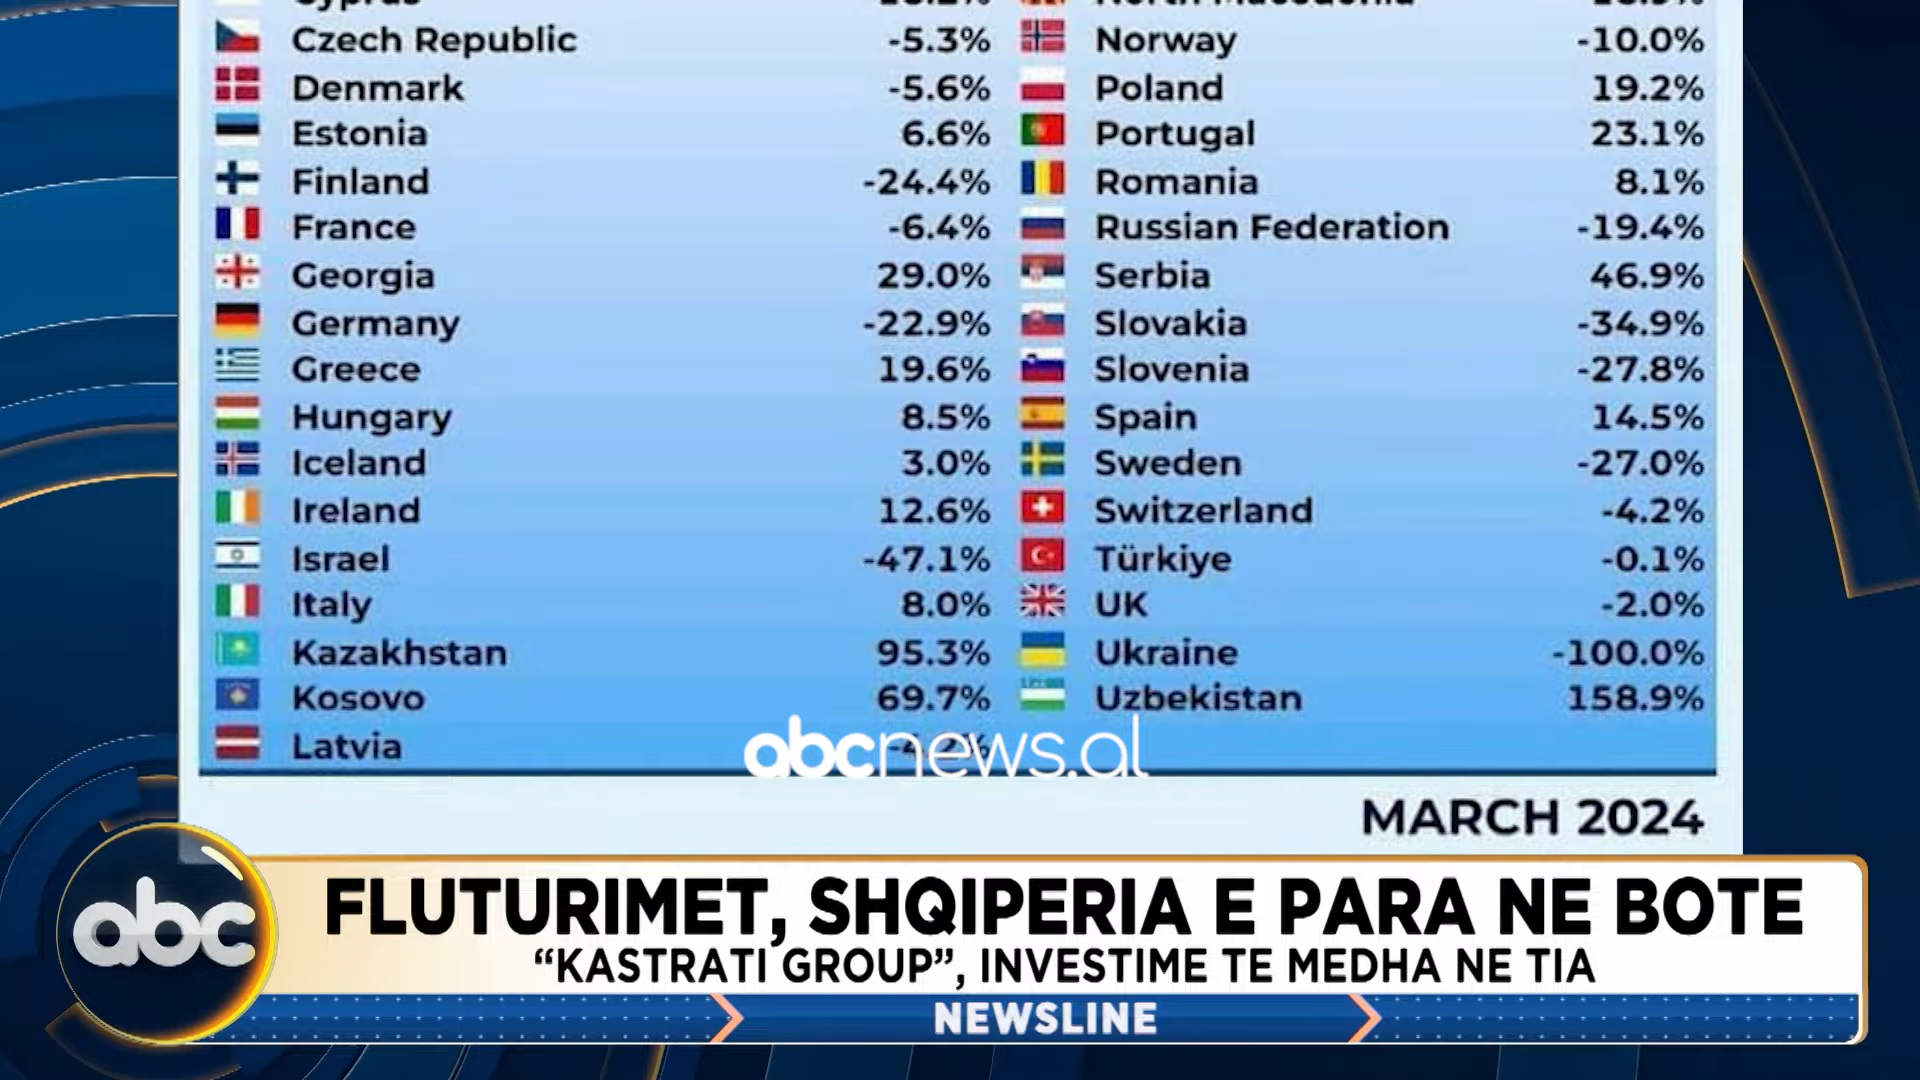 Cyprus North Macedonia
Czech Republic -5.3% Norway -10.0%
Denmark -5.6% Poland 19.2%
Estonia 6.6% Portugal 23.1%
Finland -24.4% Romania 8.1%
France -6.4% Russian Federation -19.4%
Georgia 29.0% Serbia 46.9%
Germany -22.9% Slovakia -34.9%
Greece 19.6% Slovenia -27.8%
Hungary 8.5% Spain 14.5%
Iceland 3.0% Sweden -27.0%
Ireland 12.6% Switzerland -4.2%
Israel -47.1% Türkiye -0.1%
Italy 8.0% UK -2.0%
Kazakhstan 95.3% Ukraine -100.0%
Kosovo 69.7% Uzbekistan 158.9%
Latvia -4.2%
abcnews.al
MARCH 2024
abc
FLUTURIMET, SHQIPERIA E PARA NE BOTE
“KASTRATI GROUP”, INVESTIME TE MEDHA NE TIA
NEWSLINE